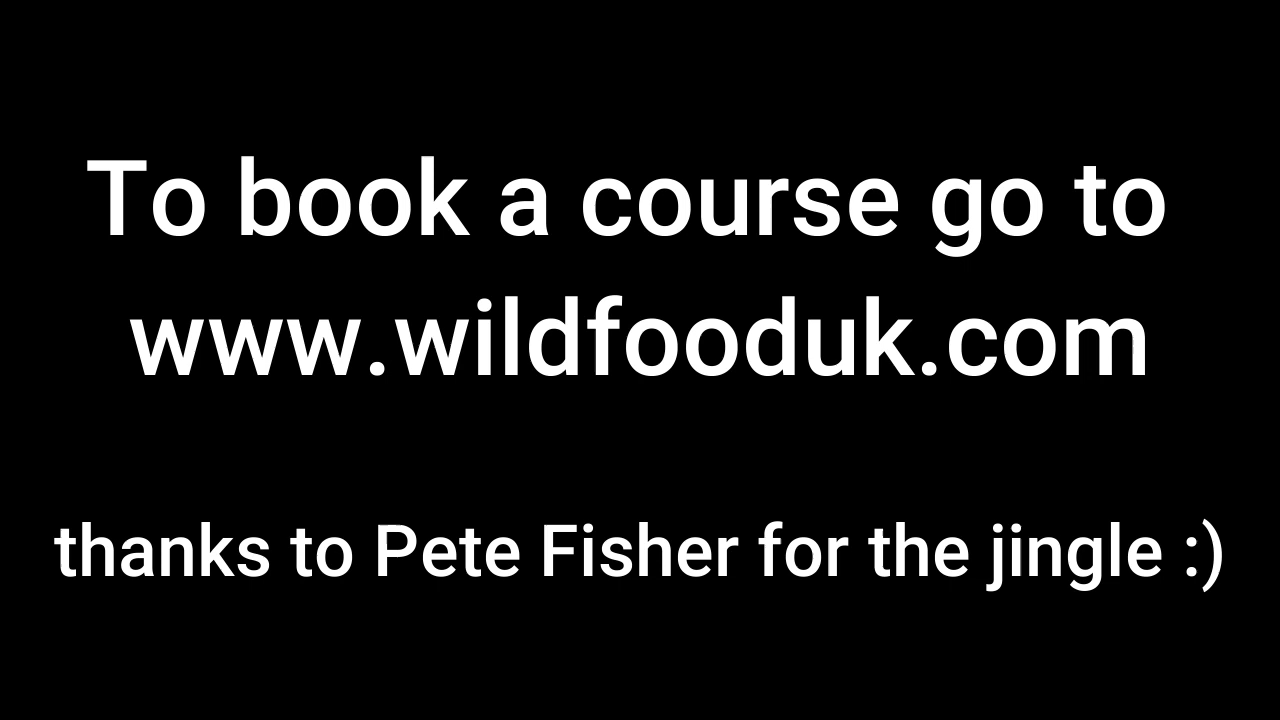 To book a course go to
www.wildfooduk.com
thanks to Pete Fisher for the jingle :)